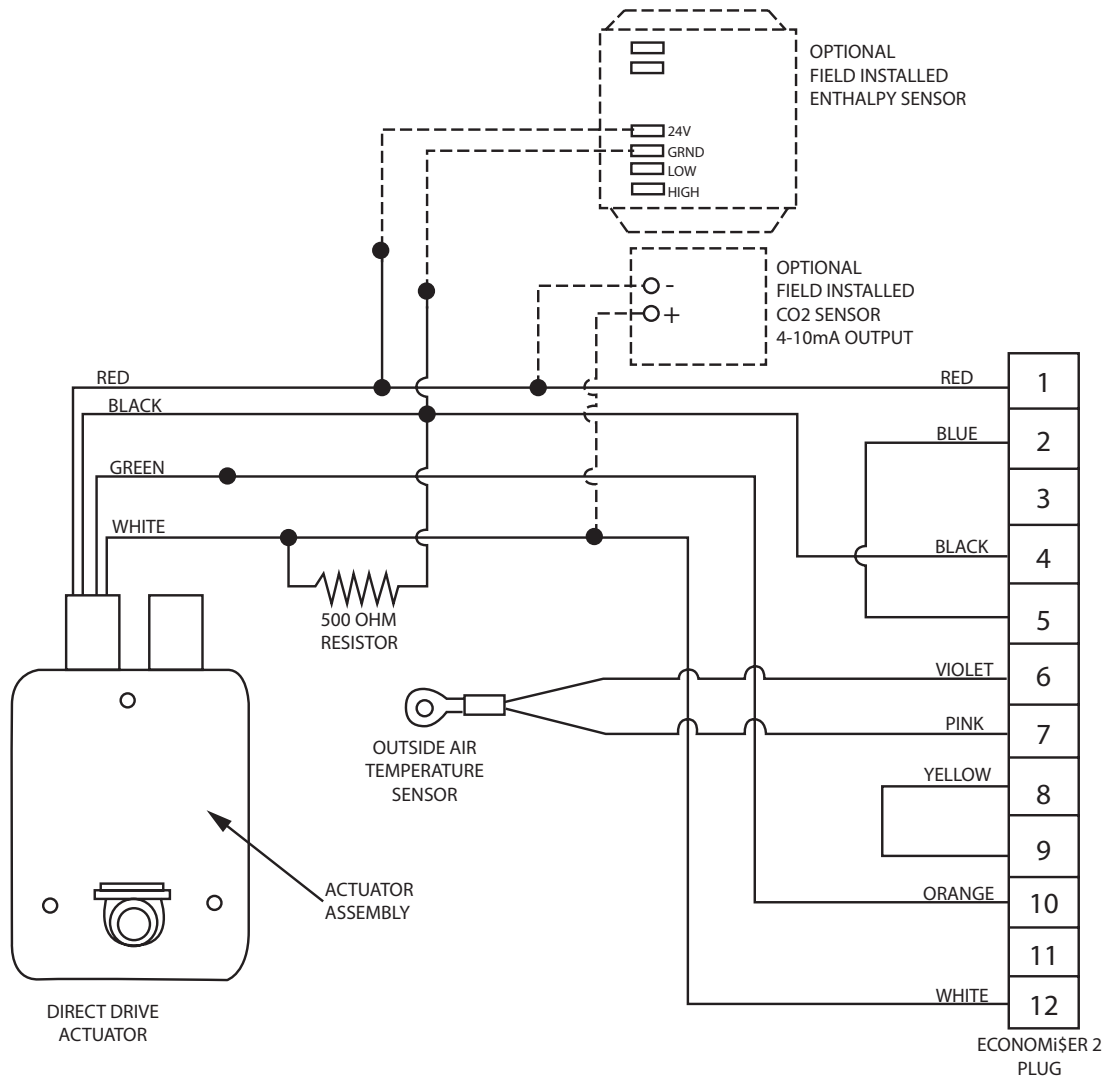 OPTIONAL
FIELD INSTALLED
ENTHALPY SENSOR
24V
GRND
LOW
HIGH
OPTIONAL
FIELD INSTALLED
CO2 SENSOR
4-10mA OUTPUT
-
+
RED
RED
1
BLACK
BLUE
2
GREEN
3
WHITE
BLACK
4
500 OHM
RESISTOR
5
VIOLET
6
PINK
7
OUTSIDE AIR
TEMPERATURE
SENSOR
YELLOW
8
9
ACTUATOR
ASSEMBLY
ORANGE
10
11
WHITE
12
DIRECT DRIVE
ACTUATOR
ECONOMi$ER 2
PLUG